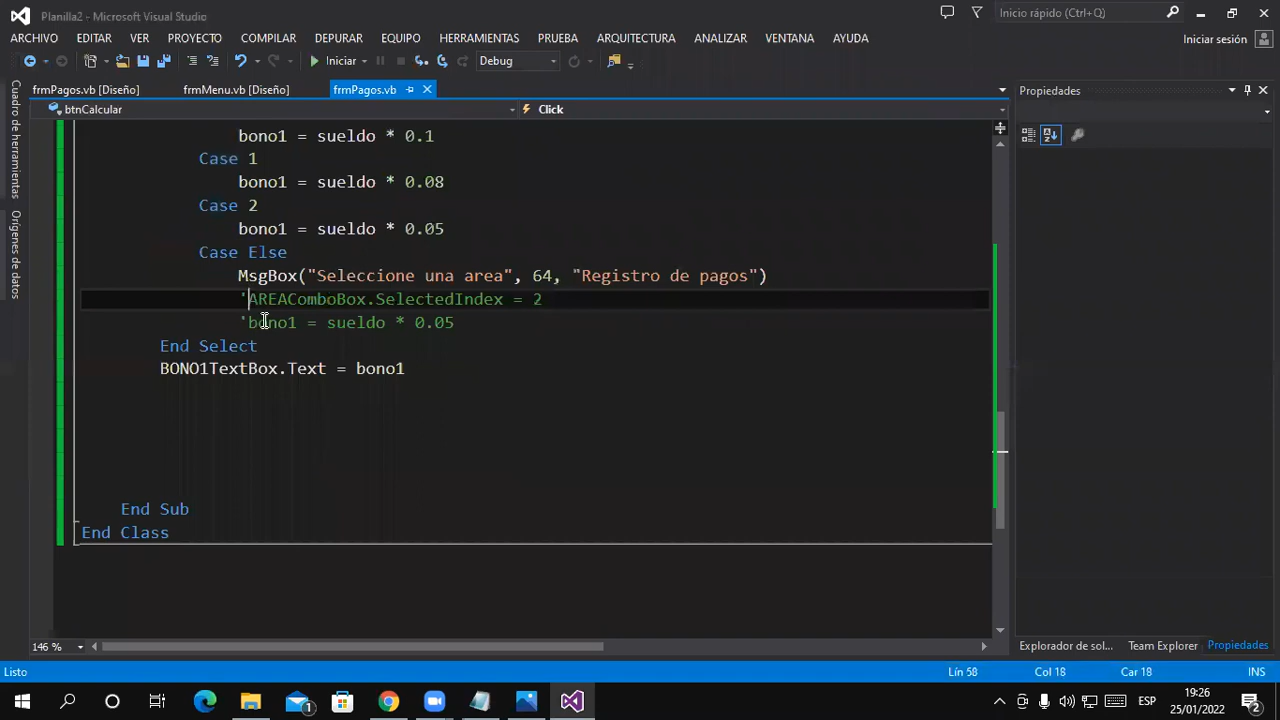 Planilla2 - Microsoft Visual Studio
Inicio rápido (Ctrl+Q)
ARCHIVO EDITAR VER PROYECTO COMPILAR DEPURAR EQUIPO HERRAMIENTAS PRUEBA ARQUITECTURA ANALIZAR VENTANA AYUDA
Iniciar sesión
Iniciar
Debug
Cuadro de herramientas
Orígenes de datos
frmPagos.vb [Diseño] frmMenu.vb [Diseño] frmPagos.vb
btnCalcular
Click
bono1 = sueldo * 0.1
Case 1
bono1 = sueldo * 0.08
Case 2
bono1 = sueldo * 0.05
Case Else
MsgBox("Seleccione una area", 64, "Registro de pagos")
'AREAComboBox.SelectedIndex = 2
'bono1 = sueldo * 0.05
End Select
BONO1TextBox.Text = bono1
End Sub
End Class
146 %
Propiedades
Explorador de sol... Team Explorer Propiedades
Listo
Lín 58
Col 18
Car 18
INS
ESP
19:26
25/01/2022
1
2